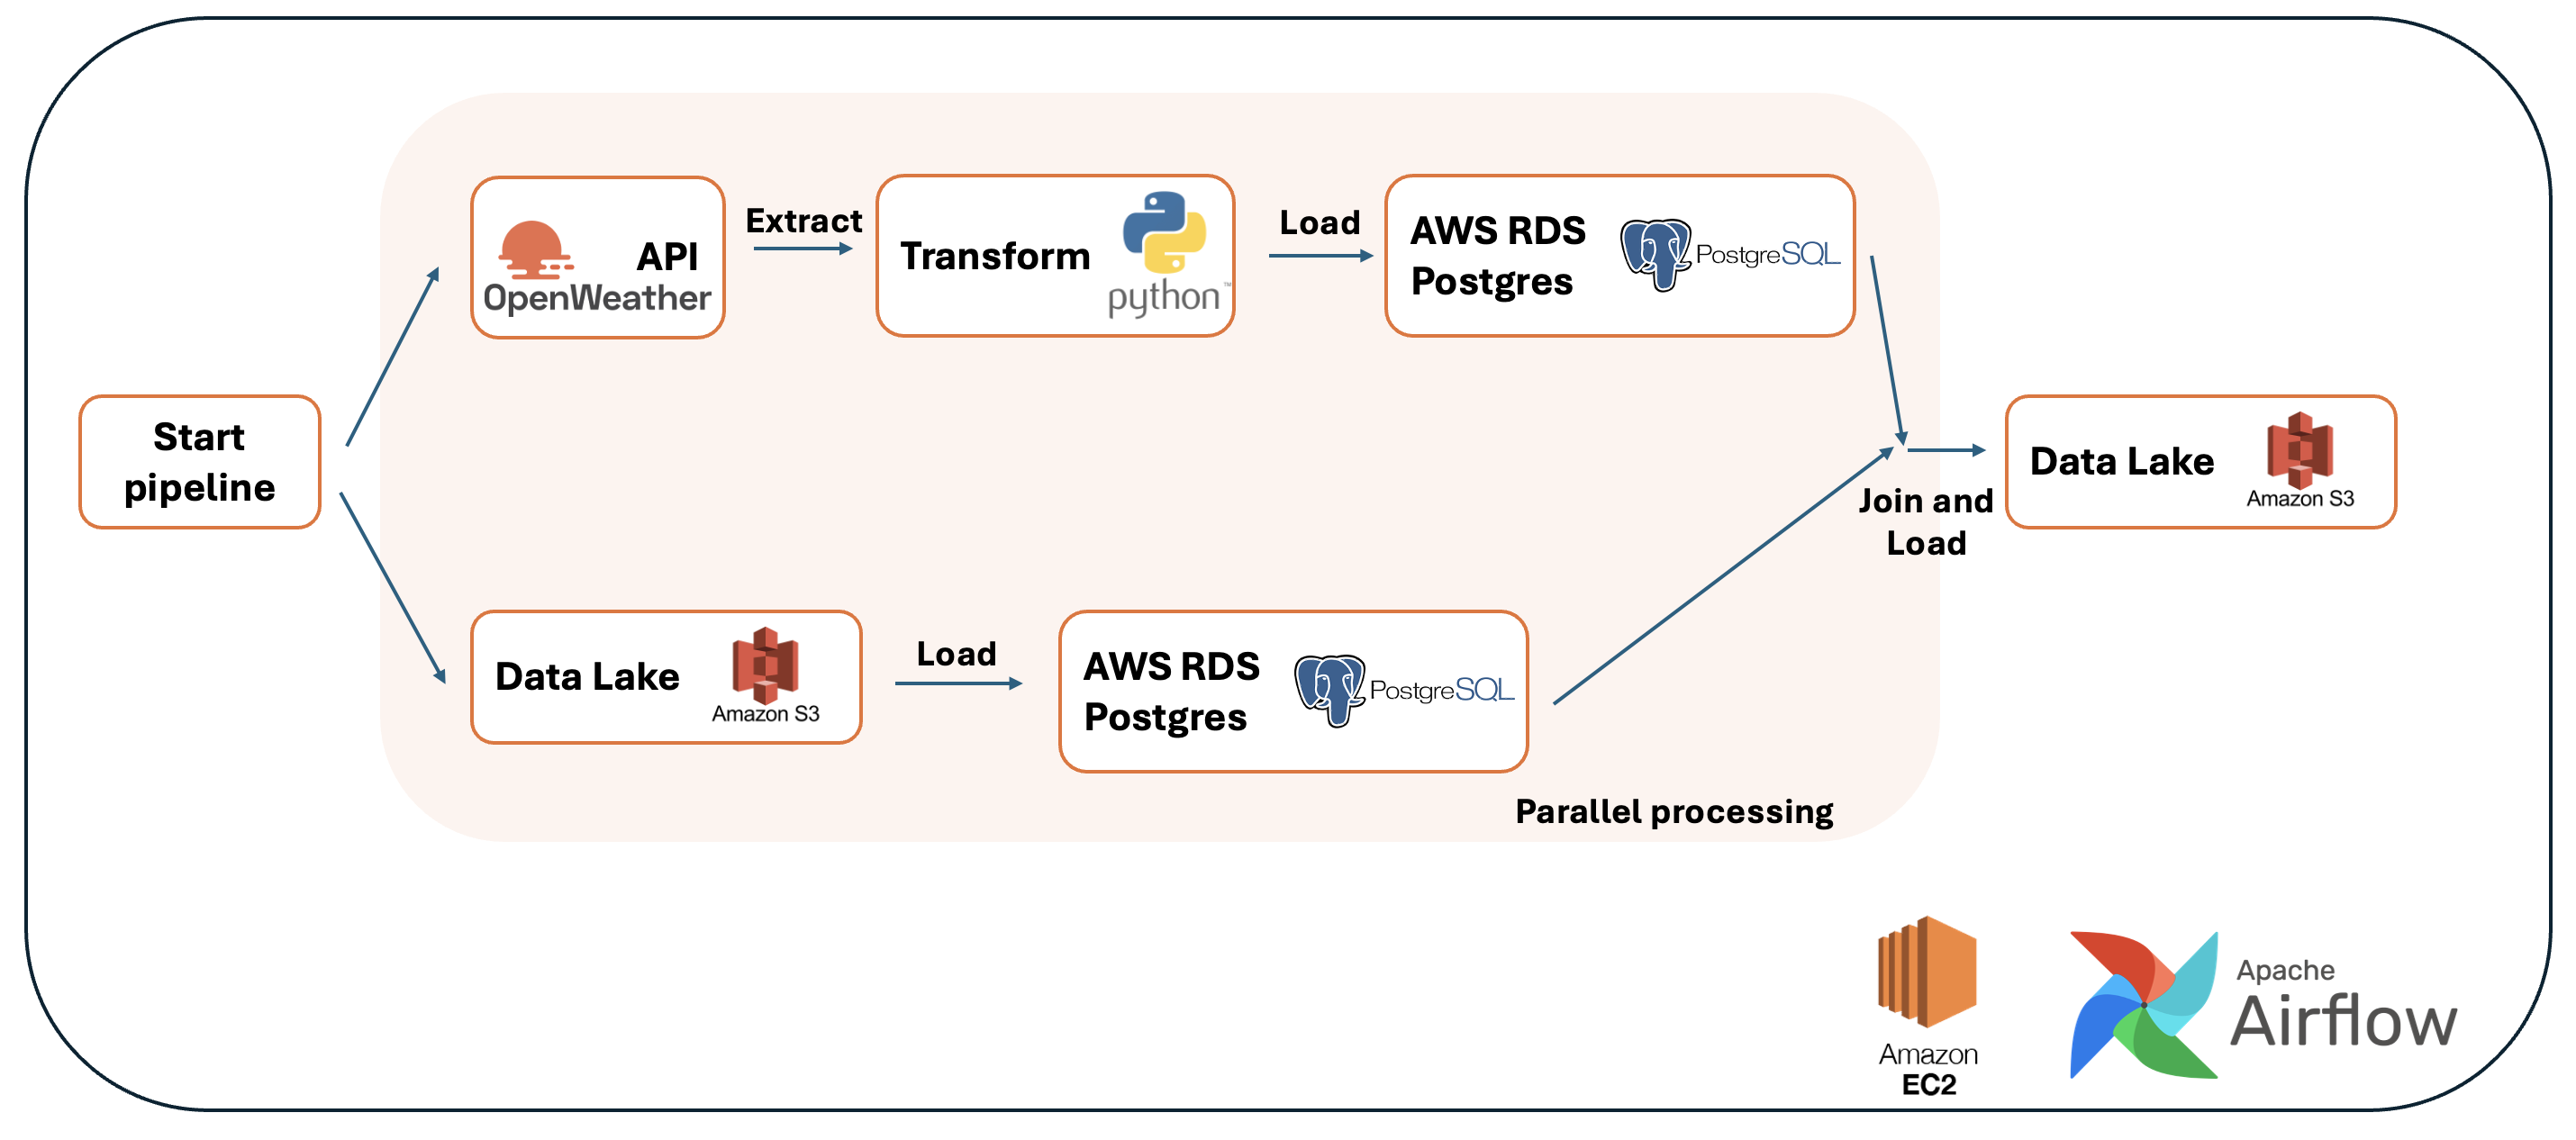 Start
pipeline
API
OpenWeather
Extract
Transform
python™
Load
AWS RDS
Postgres
PostgreSQL
Data Lake
Amazon S3
Load
AWS RDS
Postgres
PostgreSQL
Join and
Load
Data Lake
Amazon S3
Parallel processing
Amazon
EC2
Apache
Airflow